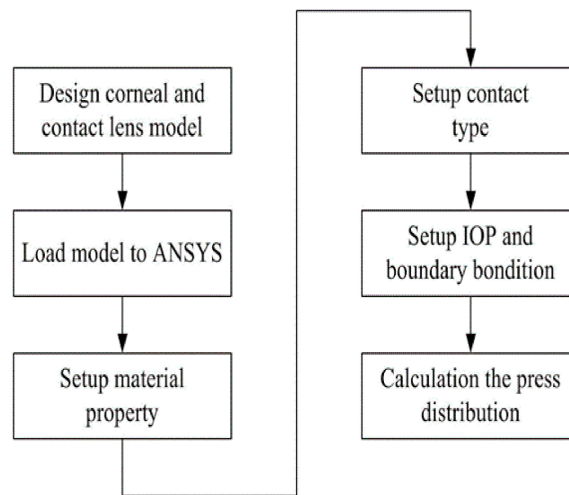 Design corneal and
contact lens model
Load model to ANSYS
Setup material
property
Setup contact
type
Setup IOP and
boundary bondition
Calculation the press
distribution